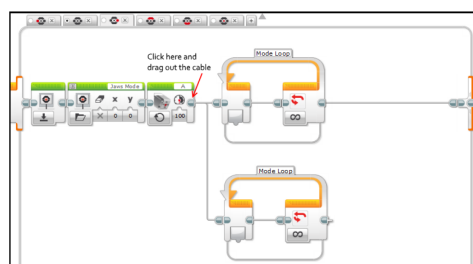 Click here and
drag out the cable
Mode Loop
Jaws Mode
A
x y
0 0
100
Mode Loop